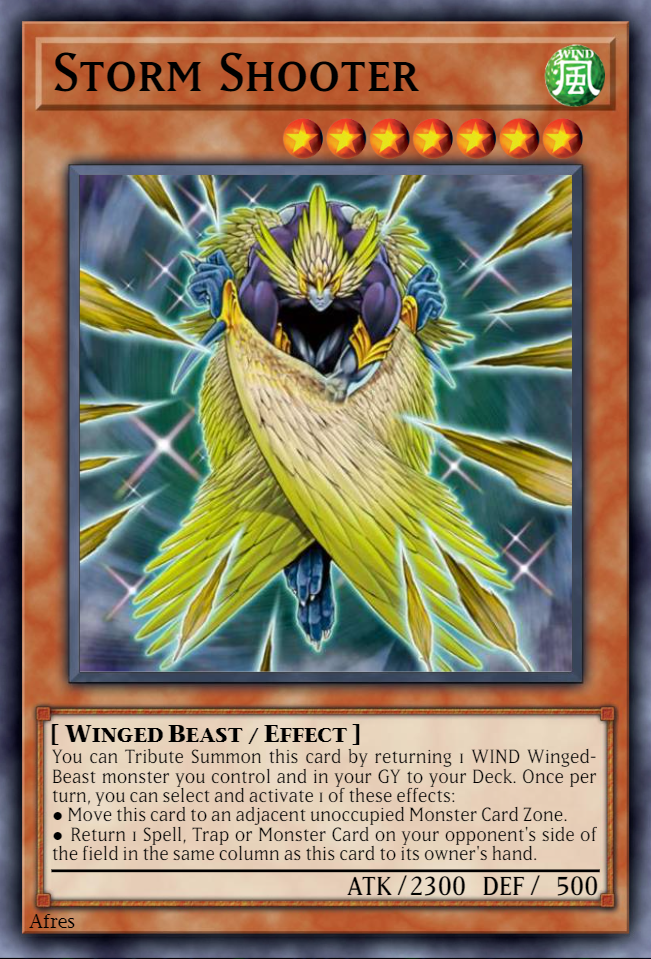 Storm Shooter
WIND
風
[ Winged Beast / Effect ]
You can Tribute Summon this card by returning 1 WIND Winged-
Beast monster you control and in your GY to your Deck. Once per
turn, you can select and activate 1 of these effects:
● Move this card to an adjacent unoccupied Monster Card Zone.
● Return 1 Spell, Trap or Monster Card on your opponent's side of
the field in the same column as this card to its owner's hand.
ATK / 2300 DEF / 500
Afres